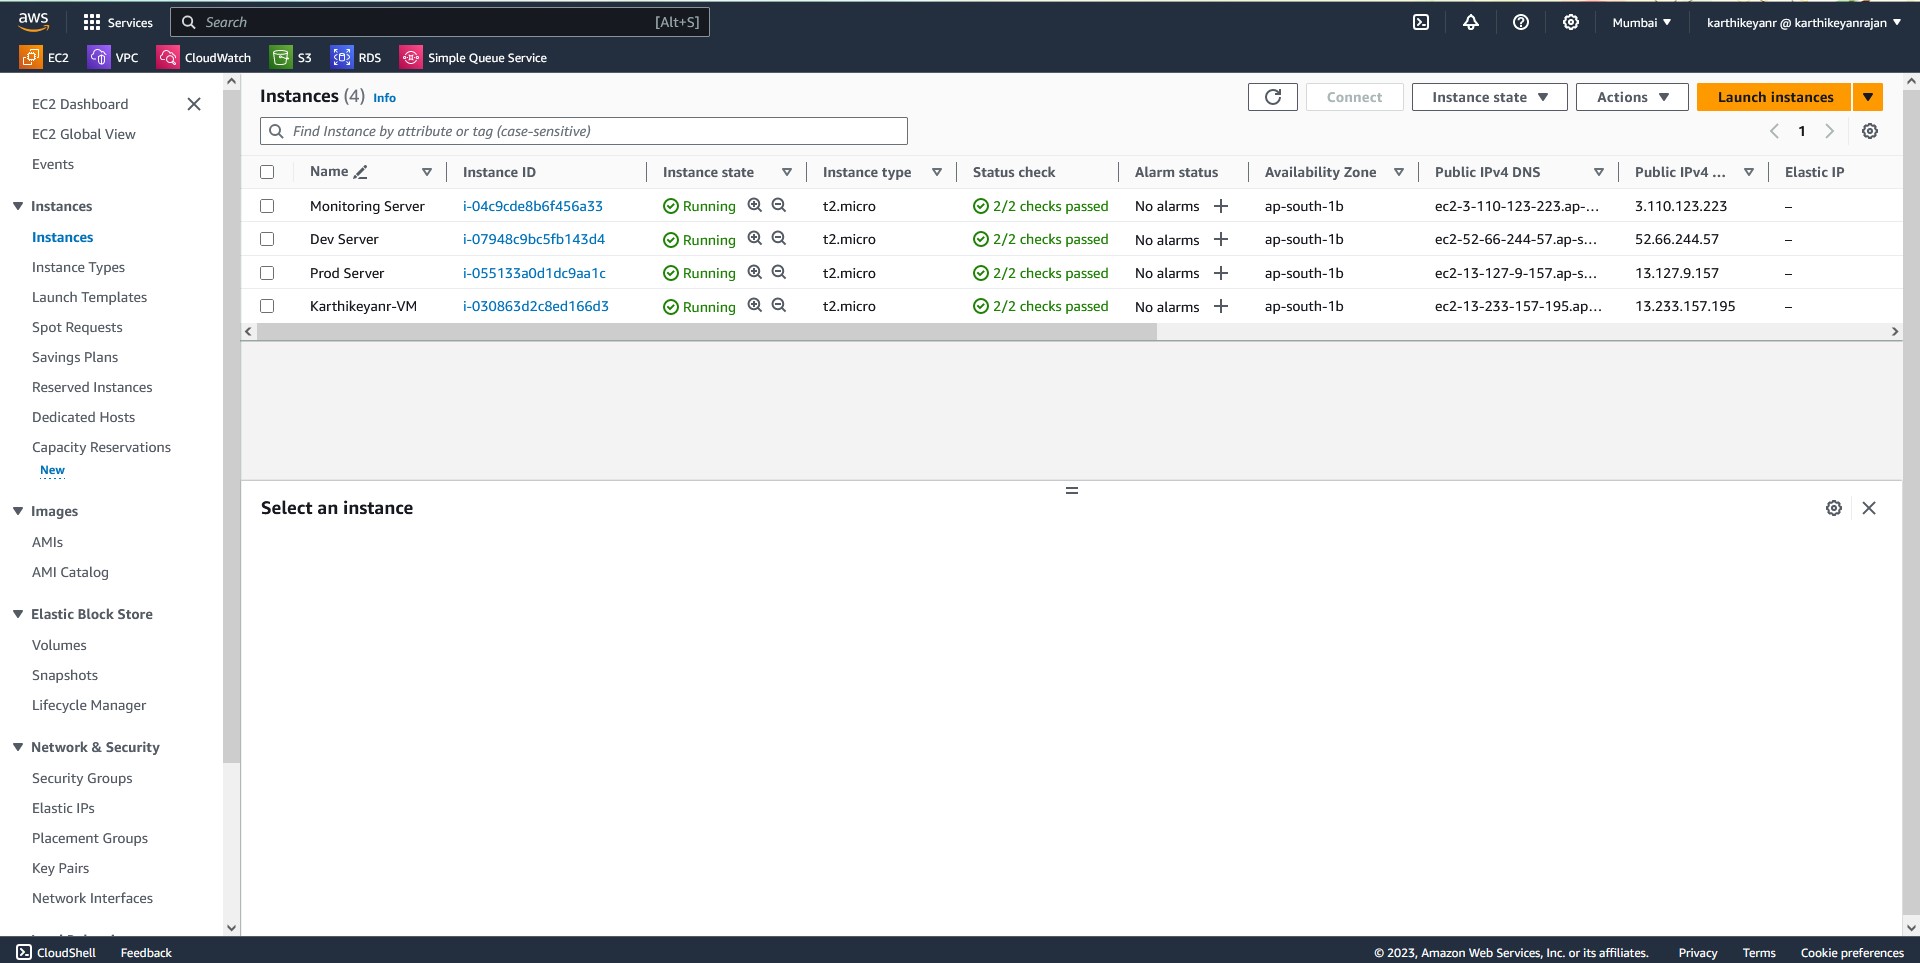 aws Services Search [Alt+S] Mumbai karthikeyanr @ karthikeyanrajan
EC2 VPC CloudWatch S3 RDS Simple Queue Service
EC2 Dashboard
EC2 Global View
Events
Instances
Instances
Instance Types
Launch Templates
Spot Requests
Savings Plans
Reserved Instances
Dedicated Hosts
Capacity Reservations
New
Images
AMIs
AMI Catalog
Elastic Block Store
Volumes
Snapshots
Lifecycle Manager
Network & Security
Security Groups
Elastic IPs
Placement Groups
Key Pairs
Network Interfaces
Instances (4) Info Connect Instance state Actions Launch instances
Find Instance by attribute or tag (case-sensitive) 1
Name Instance ID Instance state Instance type Status check Alarm status Availability Zone Public IPv4 DNS Public IPv4 ... Elastic IP
Monitoring Server i-04c9cde8b6f456a33 Running t2.micro 2/2 checks passed No alarms + ap-south-1b ec2-3-110-123-223.ap-... 3.110.123.223 –
Dev Server i-07948c9bc5fb143d4 Running t2.micro 2/2 checks passed No alarms + ap-south-1b ec2-52-66-244-57.ap-s... 52.66.244.57 –
Prod Server i-055133a0d1dc9aa1c Running t2.micro 2/2 checks passed No alarms + ap-south-1b ec2-13-127-9-157.ap-s... 13.127.9.157 –
Karthikeyanr-VM i-030863d2c8ed166d3 Running t2.micro 2/2 checks passed No alarms + ap-south-1b ec2-13-233-157-195.ap... 13.233.157.195 –
Select an instance
CloudShell Feedback © 2023, Amazon Web Services, Inc. or its affiliates. Privacy Terms Cookie preferences